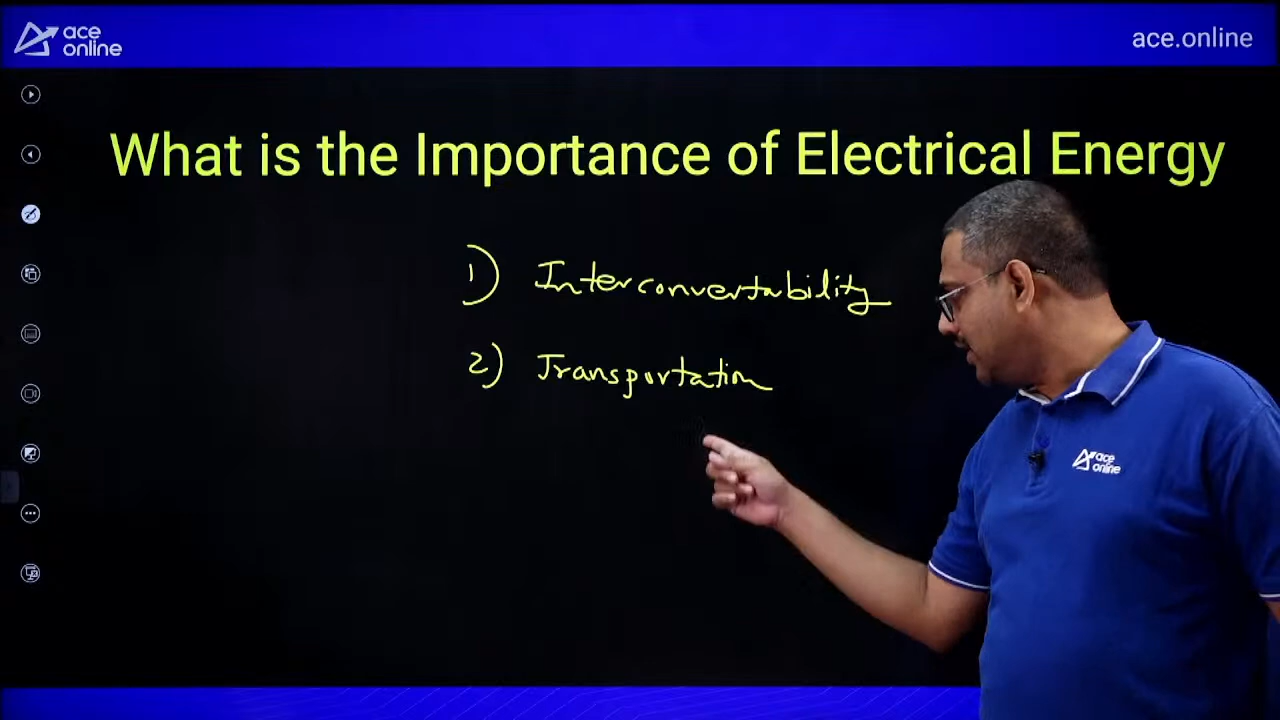 ace
online
ace.online
What is the Importance of Electrical Energy
1) Interconvertability
2) Transportation
ace
online